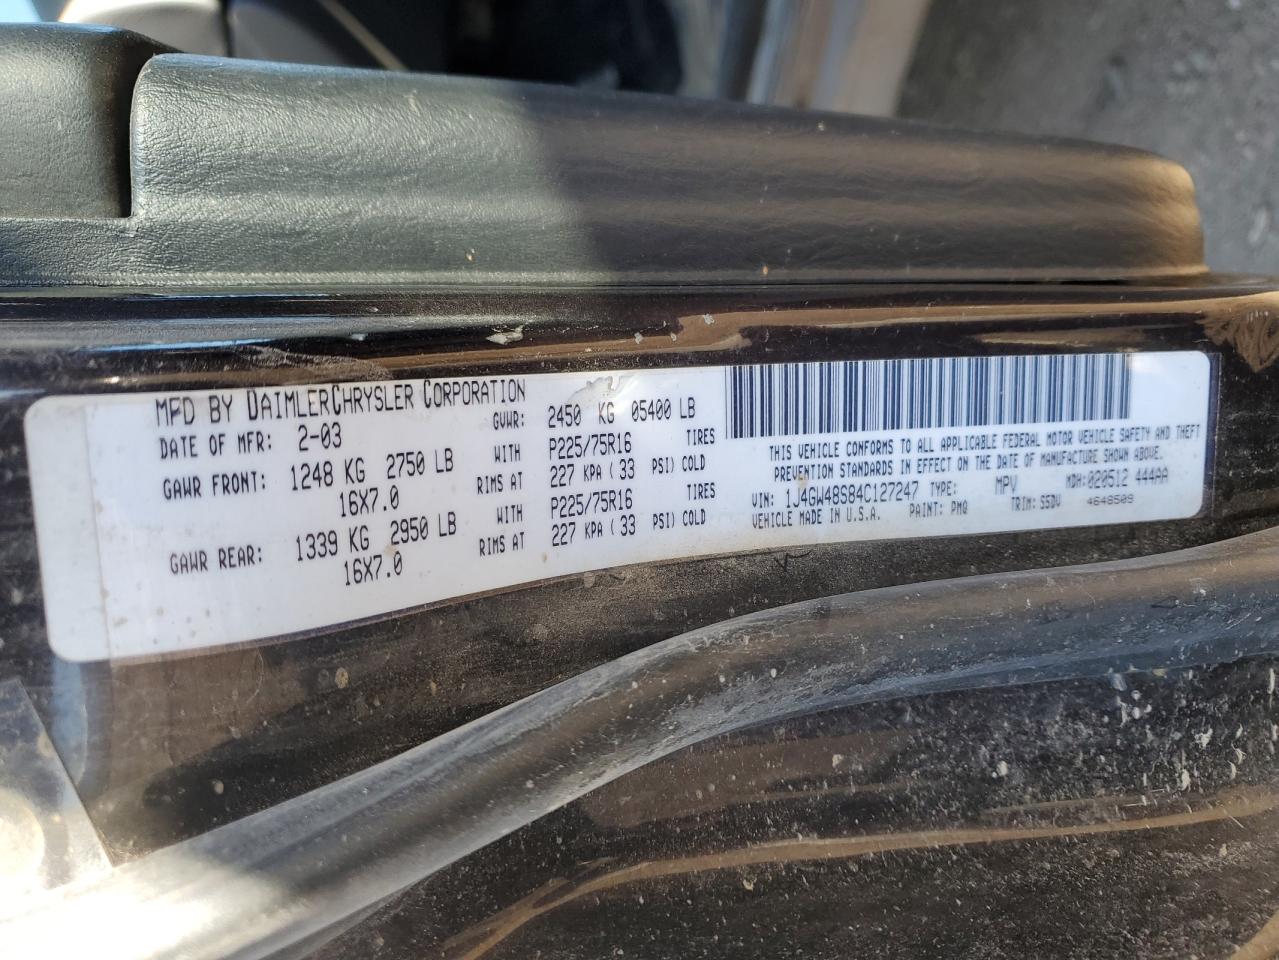 MFD BY DAIMLERCHRYSLER CORPORATION
DATE OF MFR: 2-03 GVWR: 2450 KG 05400 LB
GAWR FRONT: 1248 KG 2750 LB WITH P225/75R16 TIRES
16X7.0 RIMS AT 227 KPA ( 33 PSI) COLD
GAWR REAR: 1339 KG 2950 LB WITH P225/75R16 TIRES
16X7.0 RIMS AT 227 KPA ( 33 PSI) COLD
THIS VEHICLE CONFORMS TO ALL APPLICABLE FEDERAL MOTOR VEHICLE SAFETY AND THEFT
PREVENTION STANDARDS IN EFFECT ON THE DATE OF MANUFACTURE SHOWN ABOVE.
VIN: 1J4GW48S84C127247 TYPE: MPV MDH: 020512 444AA
VEHICLE MADE IN U.S.A. PAINT: PMQ TRIM: S5DV 4648509